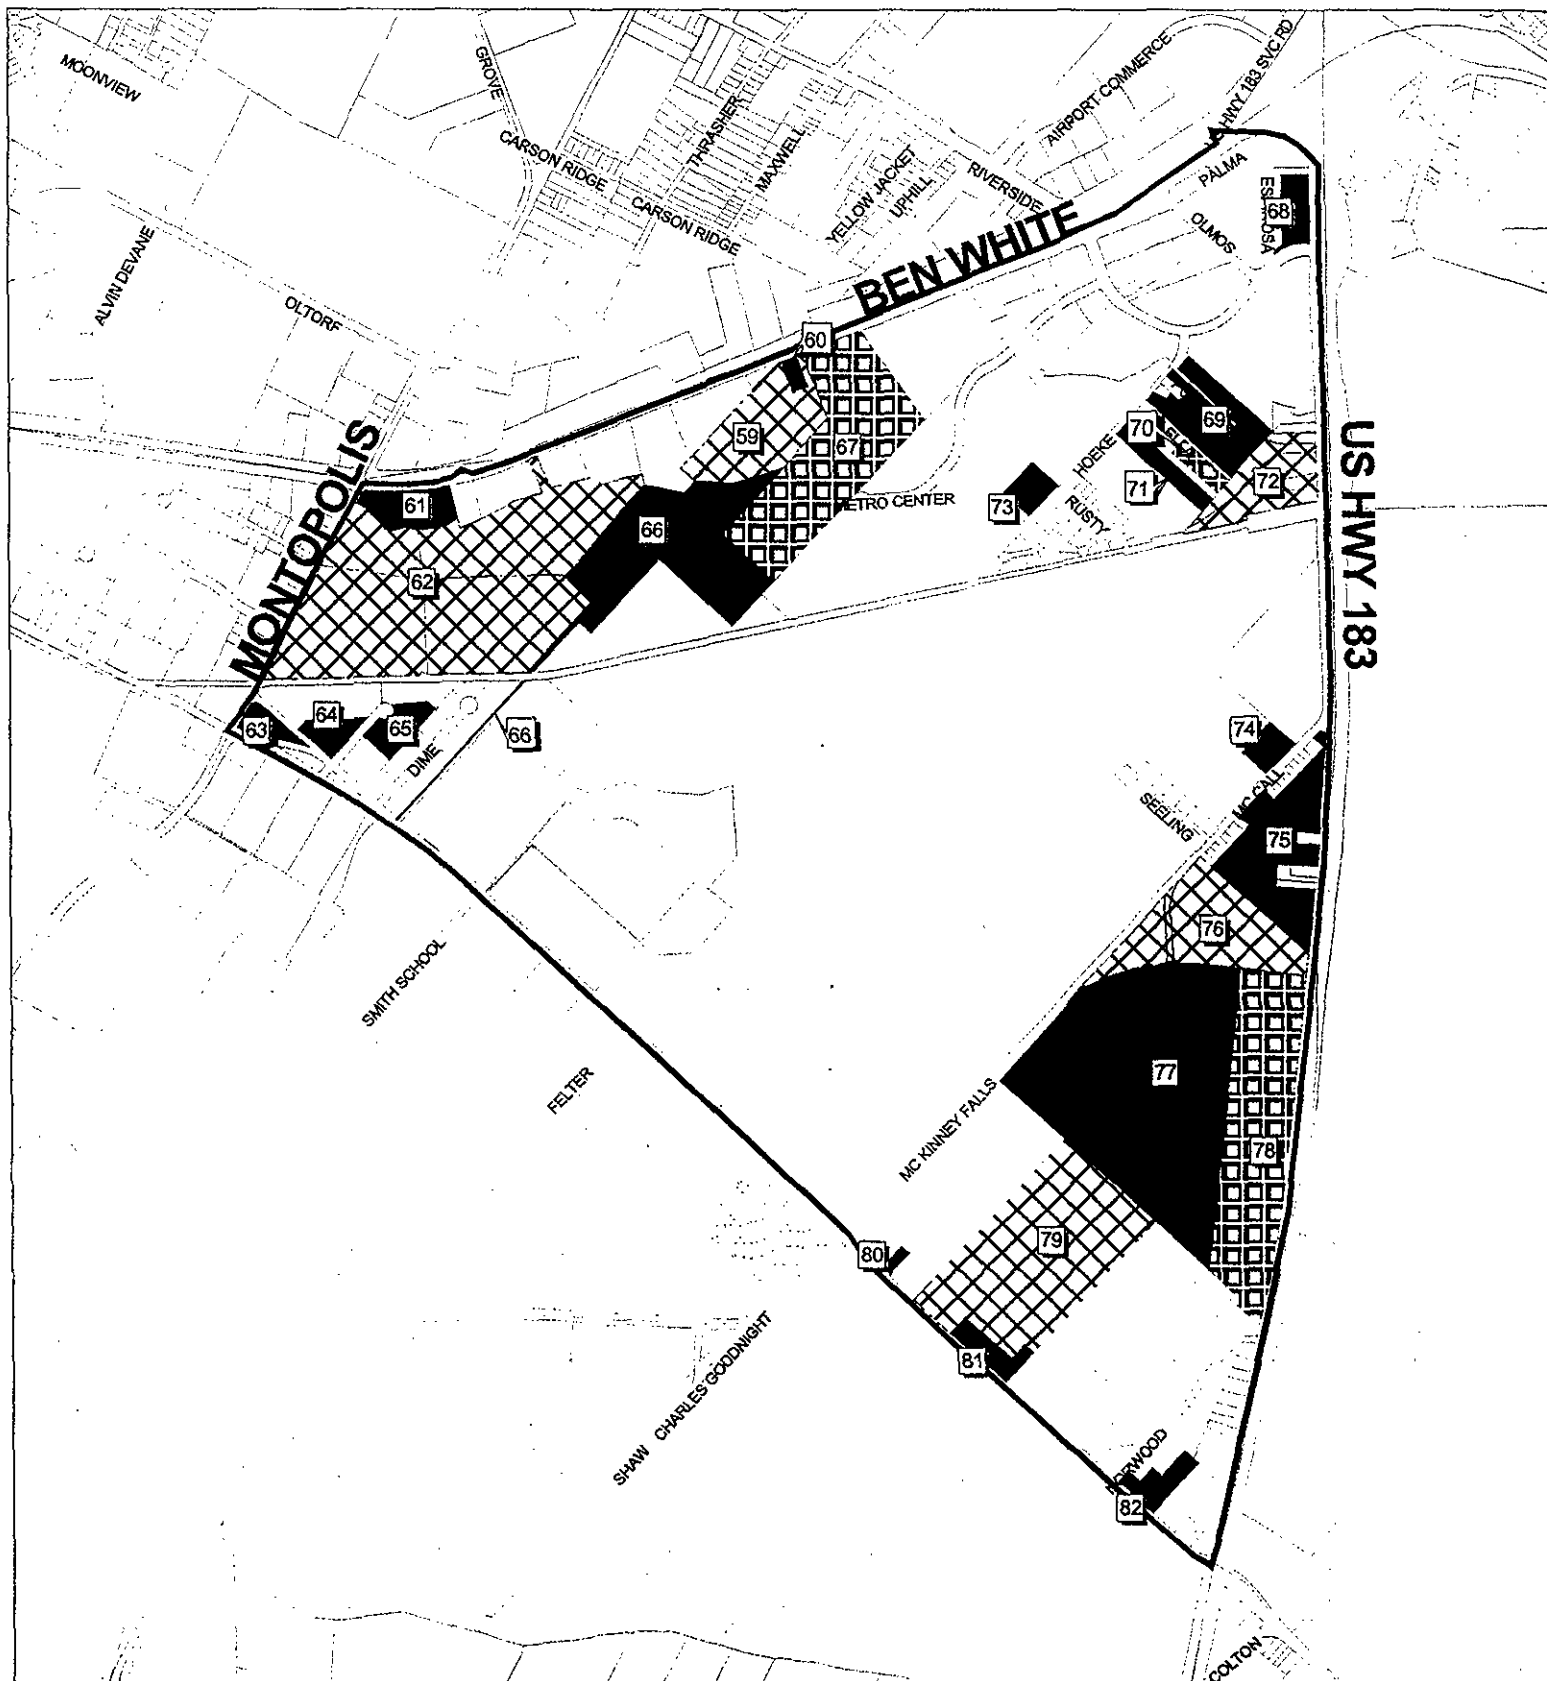 MOONVIEW
GROVE
AIRPORT COMMERCE
HWY 183 SVC RD
THRASHER
CARSON RIDGE
MAXWELL
YELLOW JACKET
UPHILL
RIVERSIDE
PALMA
68
OLMOS
CARSON RIDGE
BEN WHITE
ALVIN DEVANE
OLTORF
60
59
67
69
70
HOEKE
71
72
US HWY 183
MONTOPOLIS
61
66
METRO CENTER
73
RUSTY
62
63
64
65
DIME
66
74
MC CALL
SEELING
75
76
SMITH SCHOOL
FELTER
77
MC KINNEY FALLS
78
79
80
81
SHAW
CHARLES GOODNIGHT
82
COLTON